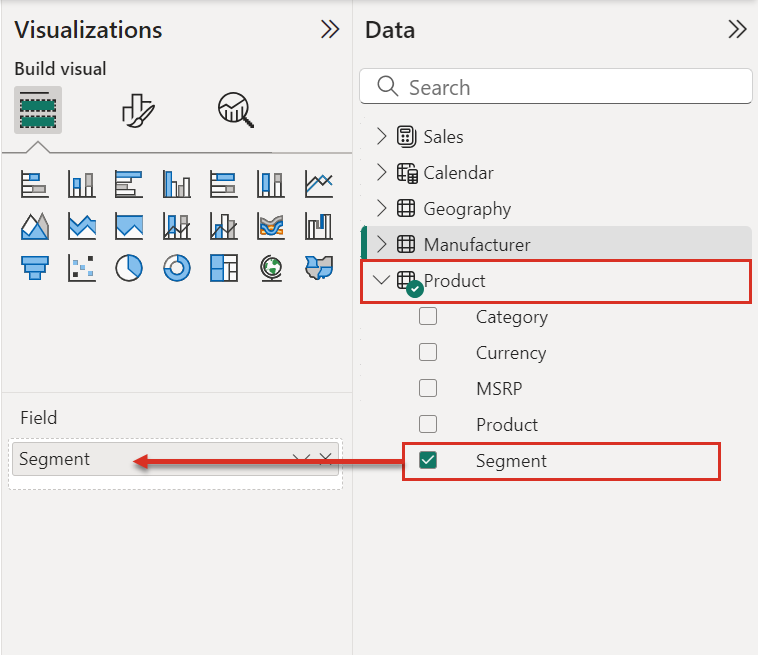 Visualizations
Build visual
Field
Segment
Data
Search
Sales
Calendar
Geography
Manufacturer
Product
Category
Currency
MSRP
Product
Segment